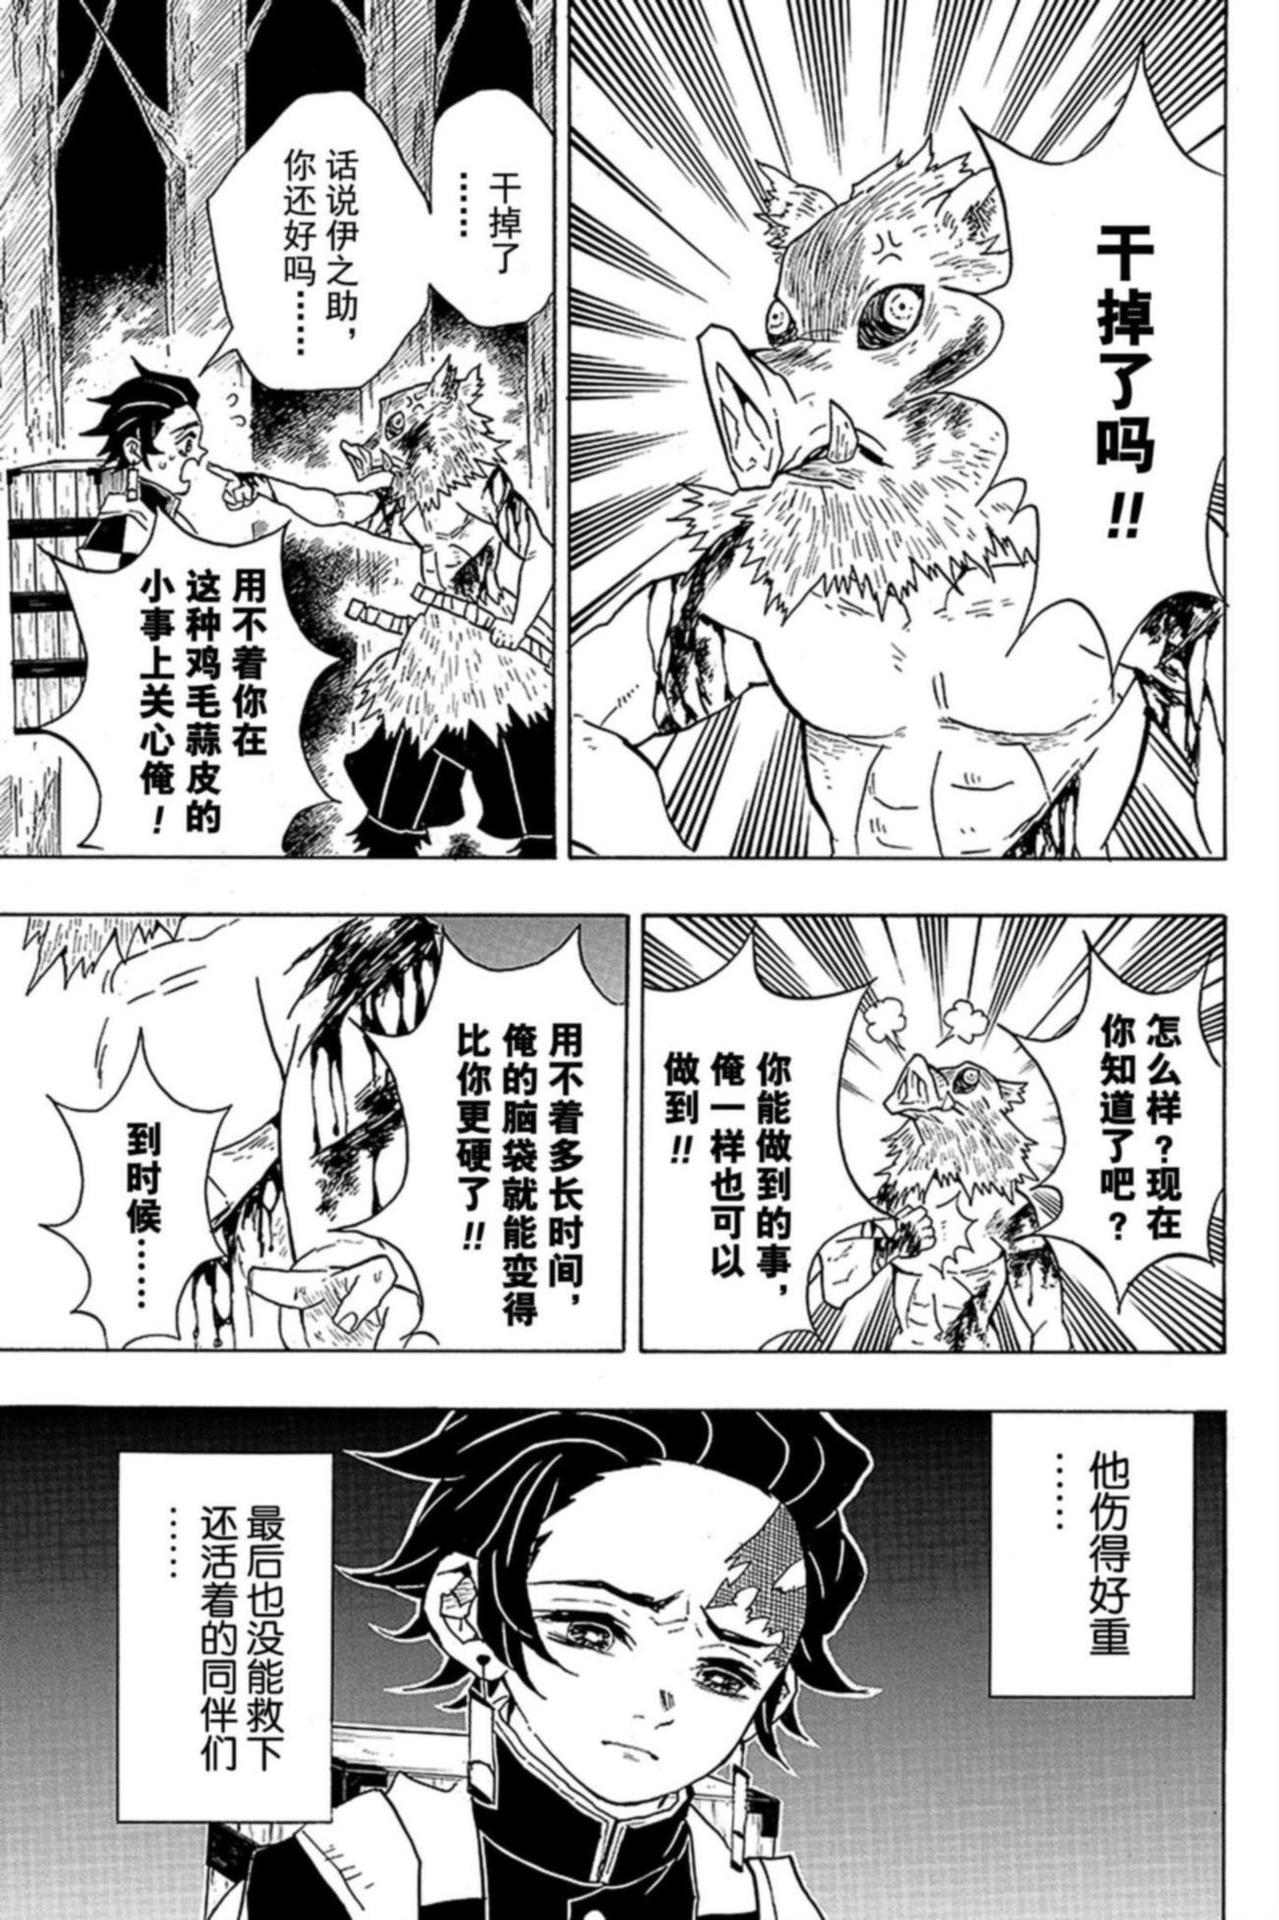 干掉了吗!!
干掉了
……
话说伊之助，
你还好吗……
用不着你在
这种鸡毛蒜皮的
小事上关心俺！
怎么样？现在
你知道了吧？
你能做到的事，
俺一样也可以
做到!!
用不着多长时间，
俺的脑袋就能变得
比你更硬了!!
到时候……
他伤得好重
……
最后也没能救下
还活着的同伴们
……